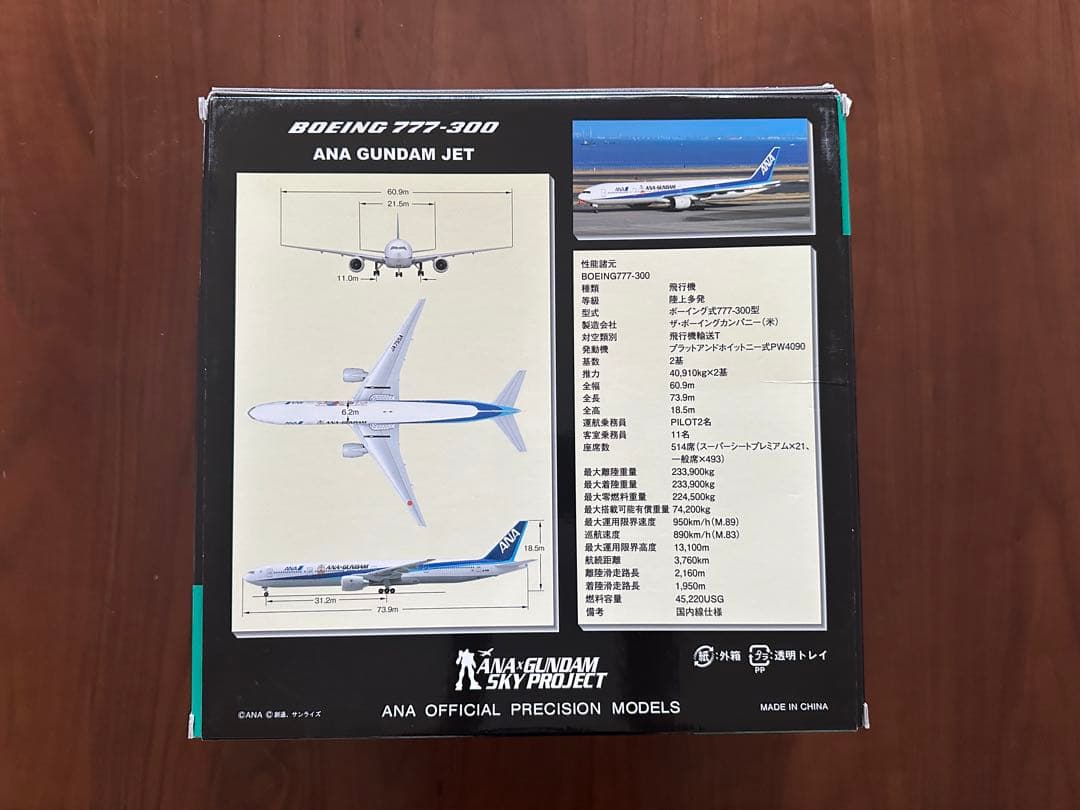 BOEING 777-300
ANA GUNDAM JET
60.9m
21.5m
11.0m
JA755A
6.2m
ANA
ANA×GUNDAM
ANA
18.5m
31.2m
73.9m
ANA
ANA×GUNDAM
ANA
性能諸元
BOEING777-300
種類 飛行機
等級 陸上多発
型式 ボーイング式777-300型
製造会社 ザ・ボーイングカンパニー(米)
対空類別 飛行機輸送T
発動機 プラットアンドホイットニー式PW4090
基数 2基
推力 40,910kg×2基
全幅 60.9m
全長 73.9m
全高 18.5m
運航乗務員 PILOT2名
客室乗務員 11名
座席数 514席(スーパーシートプレミアム×21、
一般席×493)
最大離陸重量 233,900kg
最大着陸重量 233,900kg
最大零燃料重量 224,500kg
最大搭載可能有償重量 74,200kg
最大運用限界速度 950km/h(M.89)
巡航速度 890km/h(M.83)
最大運用限界高度 13,100m
航続距離 3,760km
離陸滑走路長 2,160m
着陸滑走路長 1,950m
燃料容量 45,220USG
備考 国内線仕様
紙:外箱 プラ:透明トレイ
PP
ANA×GUNDAM
SKY PROJECT
©ANA ©創通、サンライズ
ANA OFFICIAL PRECISION MODELS
MADE IN CHINA